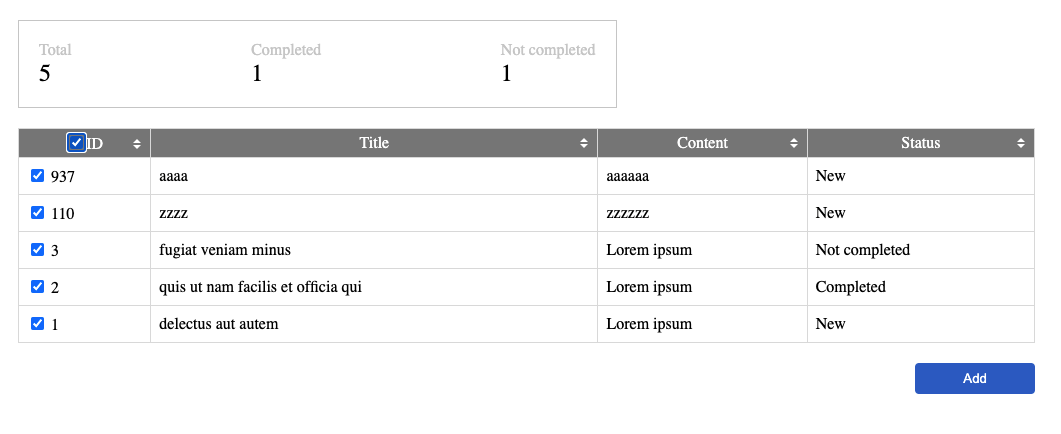 Total Completed Not completed
5 1 1
ID Title Content Status
937 aaaa aaaaaa New
110 zzzz zzzzzz New
3 fugiat veniam minus Lorem ipsum Not completed
2 quis ut nam facilis et officia qui Lorem ipsum Completed
1 delectus aut autem Lorem ipsum New
Add